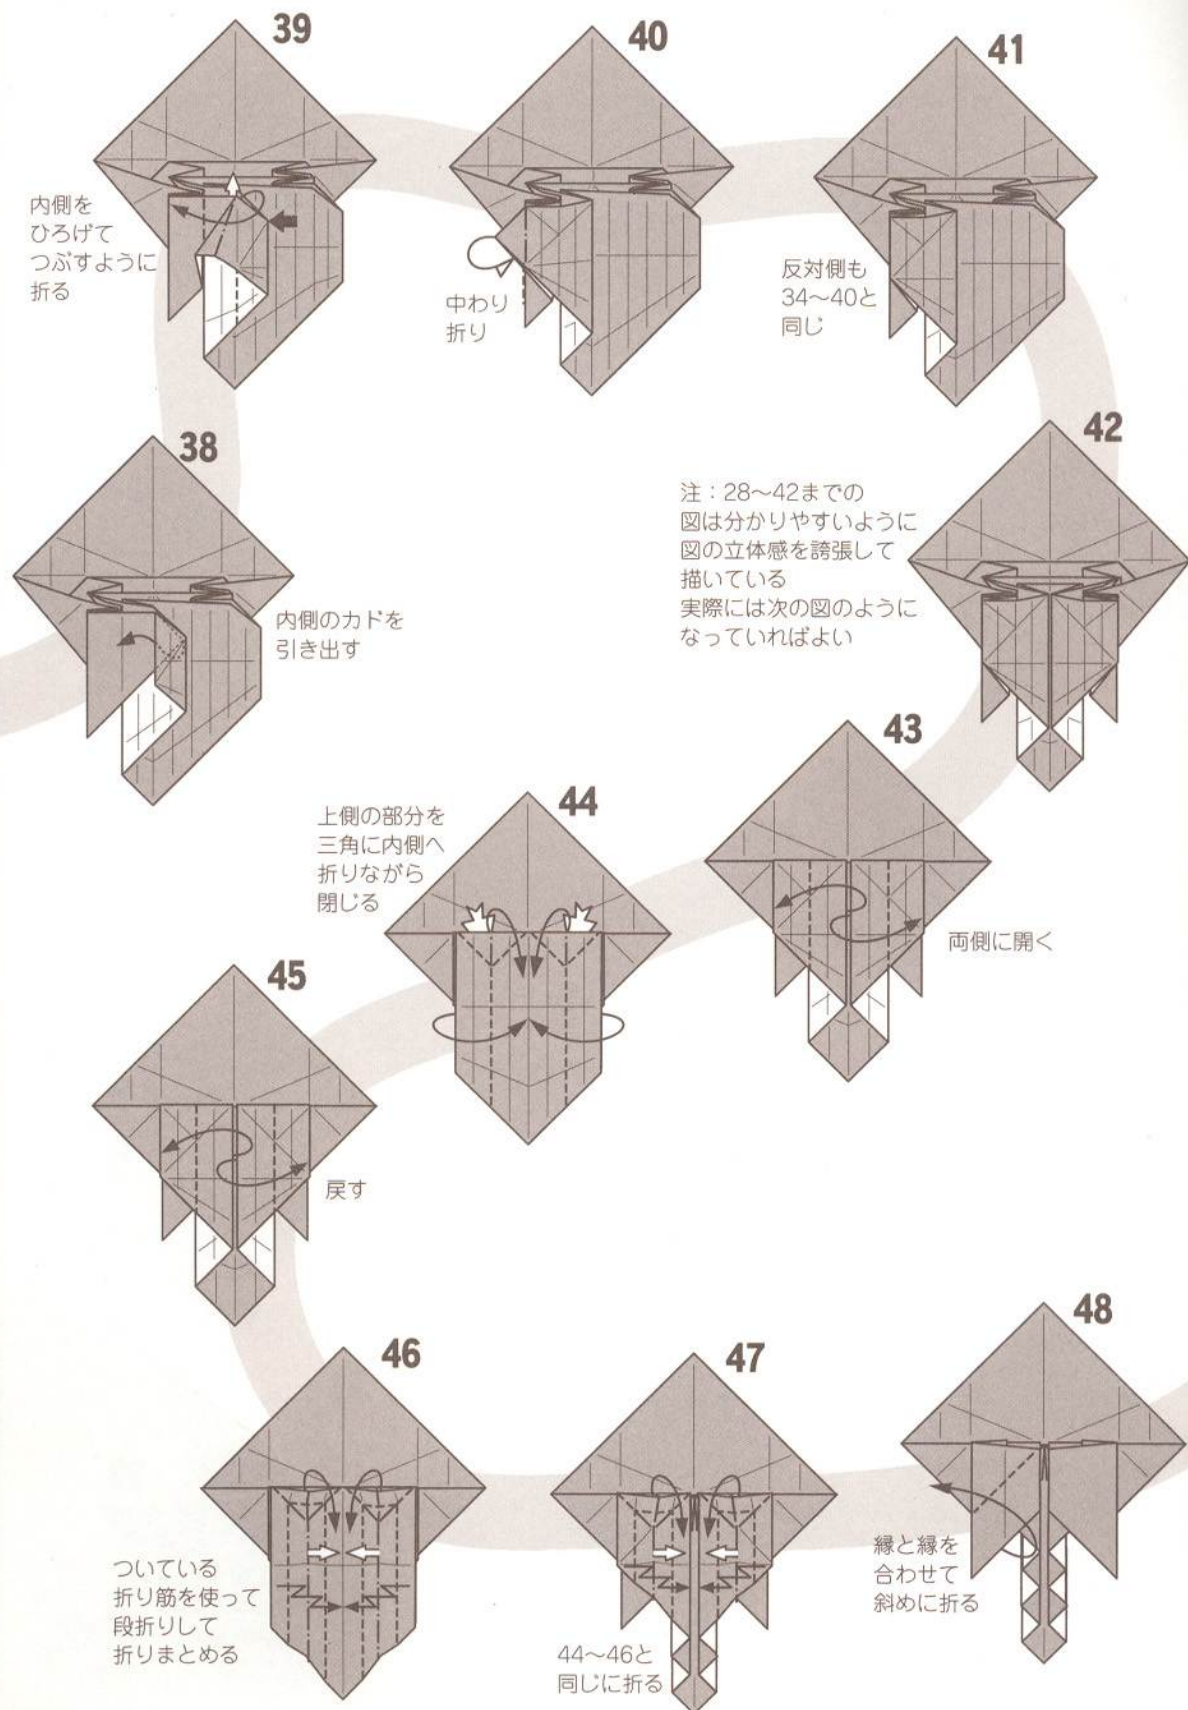 38
内側のカドを
引き出す
39
内側を
ひろげて
つぶすように
折る
40
中わり
折り
41
反対側も
34〜40と
同じ
42
注：28〜42までの
図は分かりやすいように
図の立体感を誇張して
描いている
実際には次の図のように
なっていればよい
43
両側に開く
44
上側の部分を
三角に内側へ
折りながら
閉じる
45
戻す
46
ついている
折り筋を使って
段折りして
折りまとめる
47
44〜46と
同じに折る
48
縁と縁を
合わせて
斜めに折る